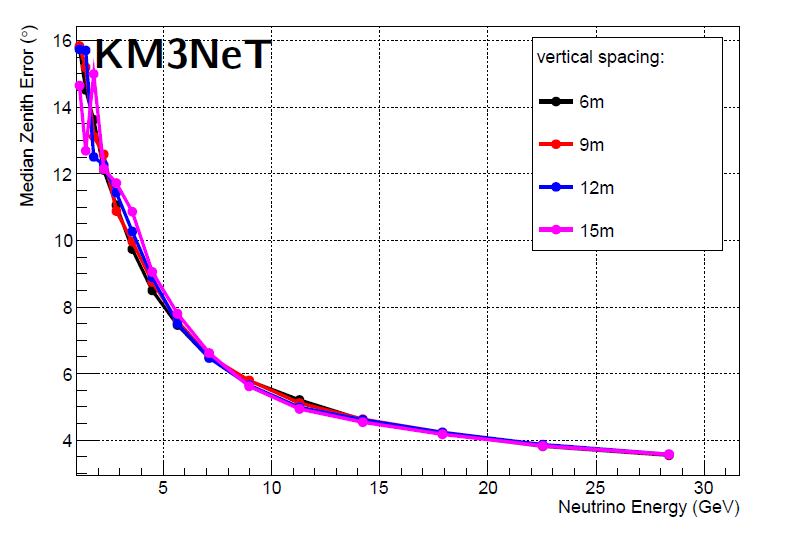 KM3NeT
Median Zenith Error (°)
16
14
12
10
8
6
4
vertical spacing:
6m
9m
12m
15m
5
10
15
20
25
30
Neutrino Energy (GeV)